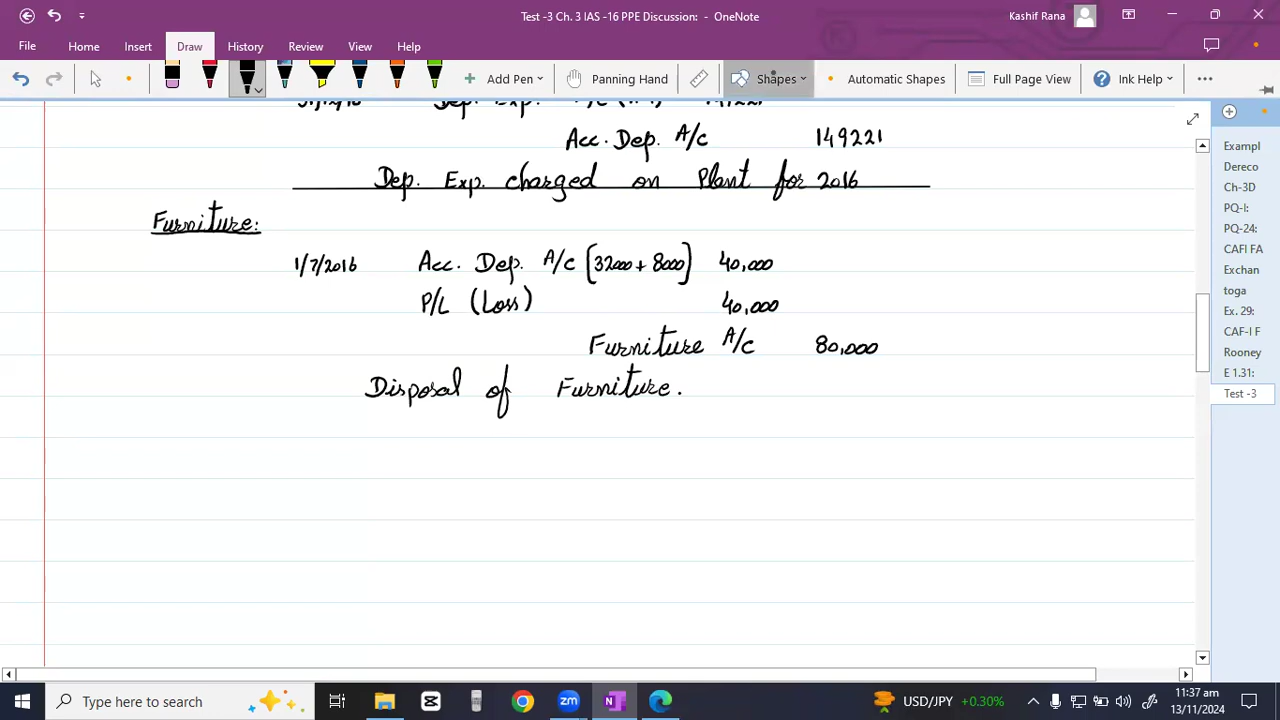 Test -3 Ch. 3 IAS -16 PPE Discussion: - OneNote
Kashif Rana
File Home Insert Draw History Review View Help
Add Pen Panning Hand Shapes Automatic Shapes Full Page View Ink Help
Acc. Dep. A/c 149221
Dep. Exp. charged on Plant for 2016
Furniture:
1/7/2016 Acc. Dep. A/c [32000 + 8000] 40,000
P/L (Loss) 40,000
Furniture A/c 80,000
Disposal of Furniture.
Exampl
Dereco
Ch-3D
PQ-I:
PQ-24:
CAFI FA
Exchan
toga
Ex. 29:
CAF-I F
Rooney
E 1.31:
Test -3
Type here to search
USD/JPY +0.30%
11:37 am
13/11/2024